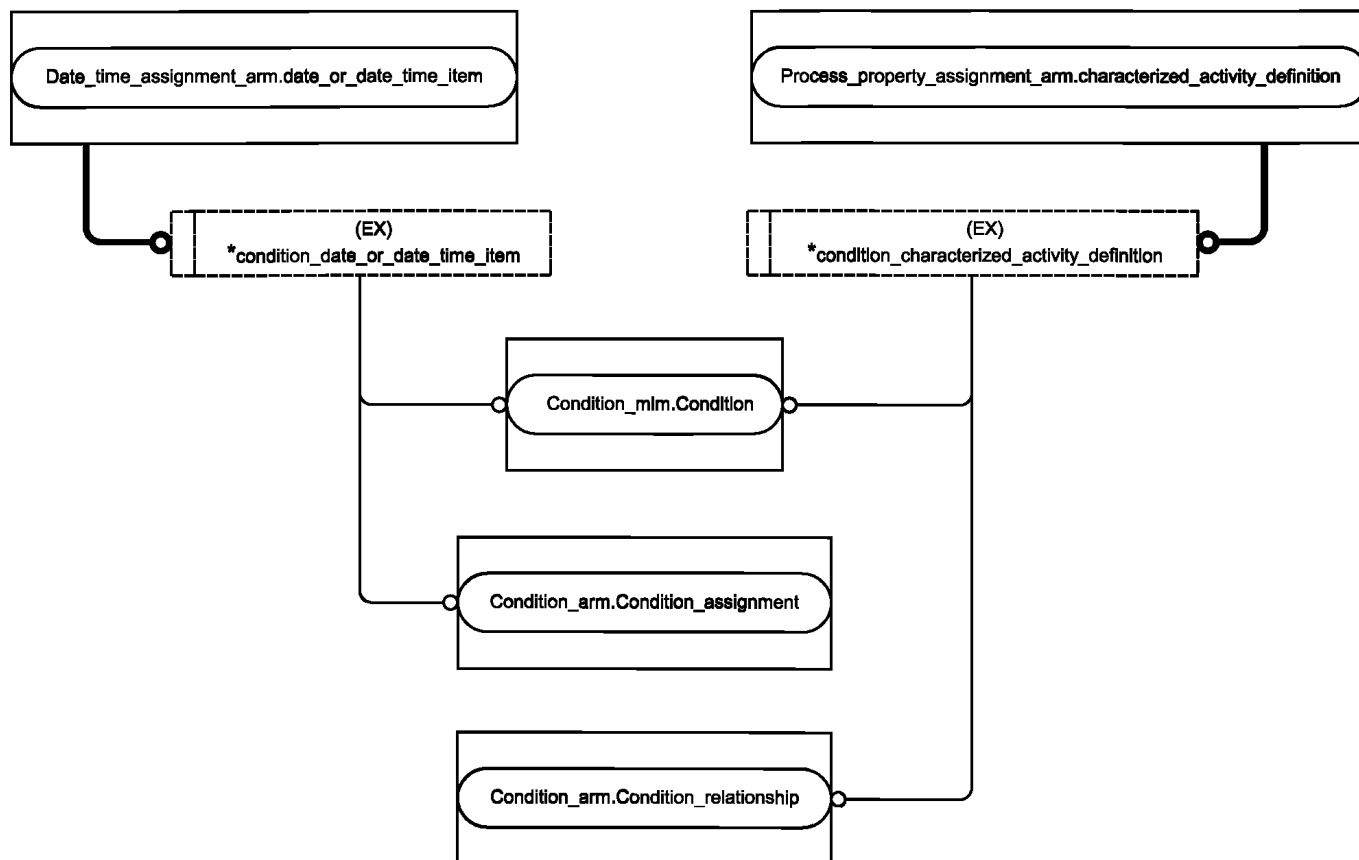 Date_time_assignment_arm.date_or_date_time_item
Process_property_assignment_arm.characterized_activity_definition
(EX)
*condition_date_or_date_time_item
(EX)
*condition_characterized_activity_definition
Condition_mim.Condition
Condition_arm.Condition_assignment
Condition_arm.Condition_relationship